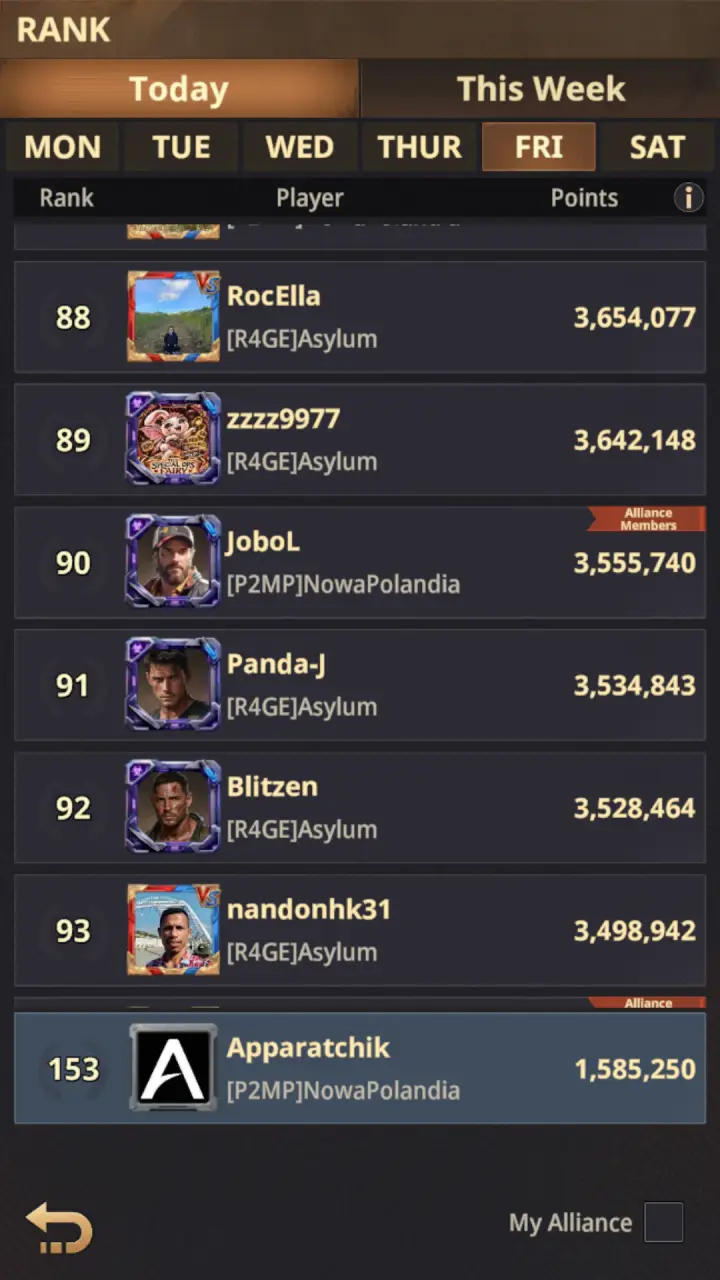 RANK
Today
This Week
MON
TUE
WED
THUR
FRI
SAT
Rank
Player
Points
88
RocElla
[R4GE]Asylum
3,654,077
89
zzzz9977
[R4GE]Asylum
3,642,148
SPECIAL OPS
FAIRY
Alliance
Members
90
JoboL
[P2MP]NowaPolandia
3,555,740
91
Panda-J
[R4GE]Asylum
3,534,843
92
Blitzen
[R4GE]Asylum
3,528,464
93
nandonhk31
[R4GE]Asylum
3,498,942
Alliance
153
Apparatchik
[P2MP]NowaPolandia
1,585,250
My Alliance